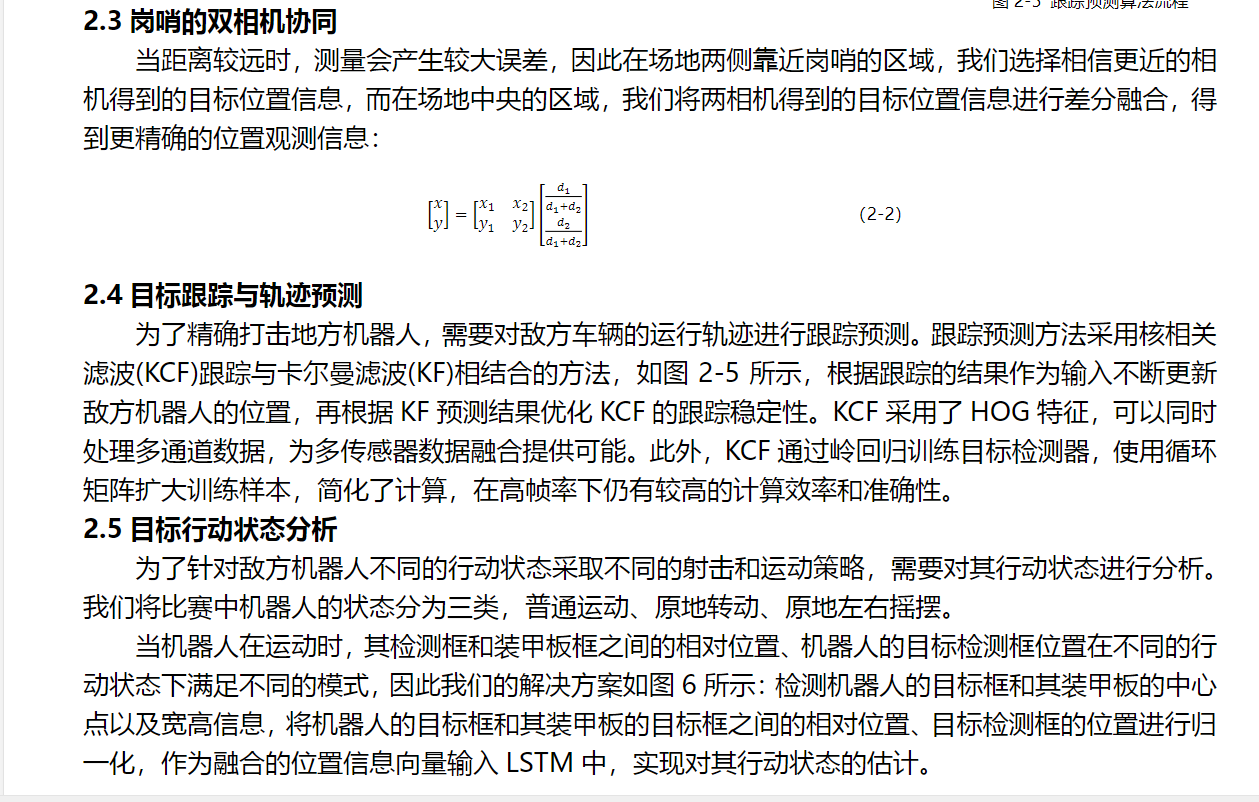 图 2-5 跟踪预测算法流程
2.3 岗哨的双相机协同
当距离较远时，测量会产生较大误差，因此在场地两侧靠近岗哨的区域，我们选择相信更近的相
机得到的目标位置信息，而在场地中央的区域，我们将两相机得到的目标位置信息进行差分融合，得
到更精确的位置观测信息：
[x y] = [x₁ x₂ y₁ y₂] [d₁/(d₁+d₂) d₂/(d₁+d₂)] (2-2)
2.4 目标跟踪与轨迹预测
为了精确打击地方机器人，需要对敌方车辆的运行轨迹进行跟踪预测。跟踪预测方法采用核相关
滤波(KCF)跟踪与卡尔曼滤波(KF)相结合的方法，如图 2-5 所示，根据跟踪的结果作为输入不断更新
敌方机器人的位置，再根据 KF 预测结果优化 KCF 的跟踪稳定性。KCF 采用了 HOG 特征，可以同时
处理多通道数据，为多传感器数据融合提供可能。此外，KCF 通过岭回归训练目标检测器，使用循环
矩阵扩大训练样本，简化了计算，在高帧率下仍有较高的计算效率和准确性。
2.5 目标行动状态分析
为了针对敌方机器人不同的行动状态采取不同的射击和运动策略，需要对其行动状态进行分析。
我们将比赛中机器人的状态分为三类，普通运动、原地转动、原地左右摇摆。
当机器人在运动时，其检测框和装甲板框之间的相对位置、机器人的目标检测框位置在不同的行
动状态下满足不同的模式，因此我们的解决方案如图 6 所示：检测机器人的目标框和其装甲板的中心
点以及宽高信息，将机器人的目标框和其装甲板的目标框之间的相对位置、目标检测框的位置进行归
一化，作为融合的位置信息向量输入 LSTM 中，实现对其行动状态的估计。